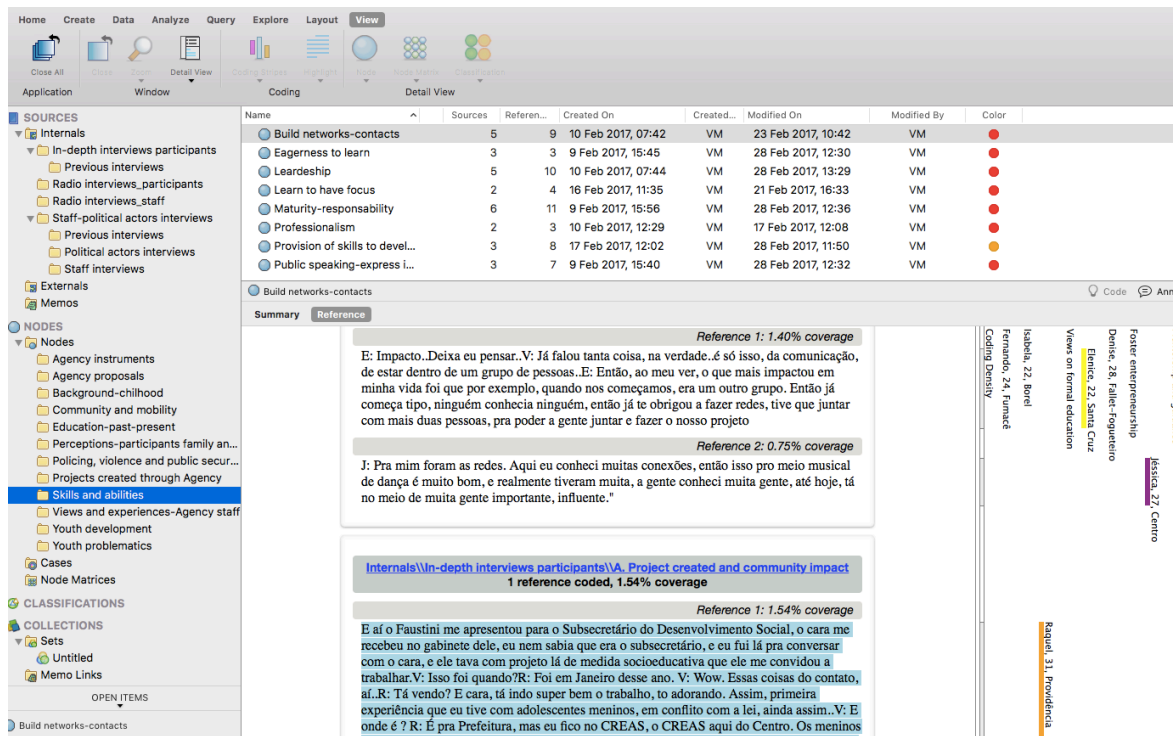 Home Create Data Analyze Query Explore Layout View
Close All Close Zoom Detail View Coding Stripes Highlight Node Node Matrix Classification
Application Window Coding Detail View
SOURCES
Internals
In-depth interviews participants
Previous interviews
Radio interviews_participants
Radio interviews_staff
Staff-political actors interviews
Previous interviews
Political actors interviews
Staff interviews
Externals
Memos
NODES
Nodes
Agency instruments
Agency proposals
Background-chilhood
Community and mobility
Education-past-present
Perceptions-participants family an...
Policing, violence and public secur...
Projects created through Agency
Skills and abilities
Views and experiences-Agency staff
Youth development
Youth problematics
Cases
Node Matrices
CLASSIFICATIONS
COLLECTIONS
Sets
Untitled
Memo Links
OPEN ITEMS
Build networks-contacts
Name Sources Referen... Created On Created... Modified On Modified By Color
Build networks-contacts 5 9 10 Feb 2017, 07:42 VM 23 Feb 2017, 10:42 VM
Eagerness to learn 3 3 9 Feb 2017, 15:45 VM 28 Feb 2017, 12:30 VM
Leardeship 5 10 10 Feb 2017, 07:44 VM 28 Feb 2017, 13:29 VM
Learn to have focus 2 4 16 Feb 2017, 11:35 VM 21 Feb 2017, 16:33 VM
Maturity-responsability 6 11 9 Feb 2017, 15:56 VM 28 Feb 2017, 12:36 VM
Professionalism 2 3 10 Feb 2017, 12:29 VM 17 Feb 2017, 12:08 VM
Provision of skills to devel... 3 8 17 Feb 2017, 12:02 VM 28 Feb 2017, 11:50 VM
Public speaking-express i... 3 7 9 Feb 2017, 15:40 VM 28 Feb 2017, 12:32 VM
Build networks-contacts Code Ann
Summary Reference
Reference 1: 1.40% coverage
E: Impacto..Deixa eu pensar..V: Já falou tanta coisa, na verdade..é só isso, da comunicação,
de estar dentro de um grupo de pessoas..E: Então, ao meu ver, o que mais impactou em
minha vida foi que por exemplo, quando nos começamos, era um outro grupo. Então já
começa tipo, ninguém conhecia ninguém, então já te obrigou a fazer redes, tive que juntar
com mais duas pessoas, pra poder a gente juntar e fazer o nosso projeto
Reference 2: 0.75% coverage
J: Pra mim foram as redes. Aqui eu conheci muitas conexões, então isso pro meio musical
de dança é muito bom, e realmente tiveram muita, a gente conheci muita gente, até hoje, tá
no meio de muita gente importante, influente."
Internals\\In-depth interviews participants\\A. Project created and community impact
1 reference coded, 1.54% coverage
Reference 1: 1.54% coverage
E aí o Faustini me apresentou para o Subsecretário do Desenvolvimento Social, o cara me
recebeu no gabinete dele, eu nem sabia que era o subsecretário, e eu fui lá pra conversar
com o cara, e ele tava com projeto lá de medida socioeducativa que ele me convidou a
trabalhar.V: Isso foi quando?R: Foi em Janeiro desse ano. V: Wow. Essas coisas do contato,
aí..R: Tá vendo? E cara, tá indo super bem o trabalho, to adorando. Assim, primeira
experiência que eu tive com adolescentes meninos, em conflito com a lei, ainda assim..V: E
onde é ? R: É pra Prefeitura, mas eu fico no CREAS, o CREAS aqui do Centro. Os meninos
Coding Density
Fernando, 24, Fumacê
Isabela, 22, Borel
Views on formal education
Elenice, 22, Santa Cruz
Denise, 28, Fallet-Fogueteiro
Foster enterpreneurship
Jéssica, 27, Centro
Raquel, 31, Providência